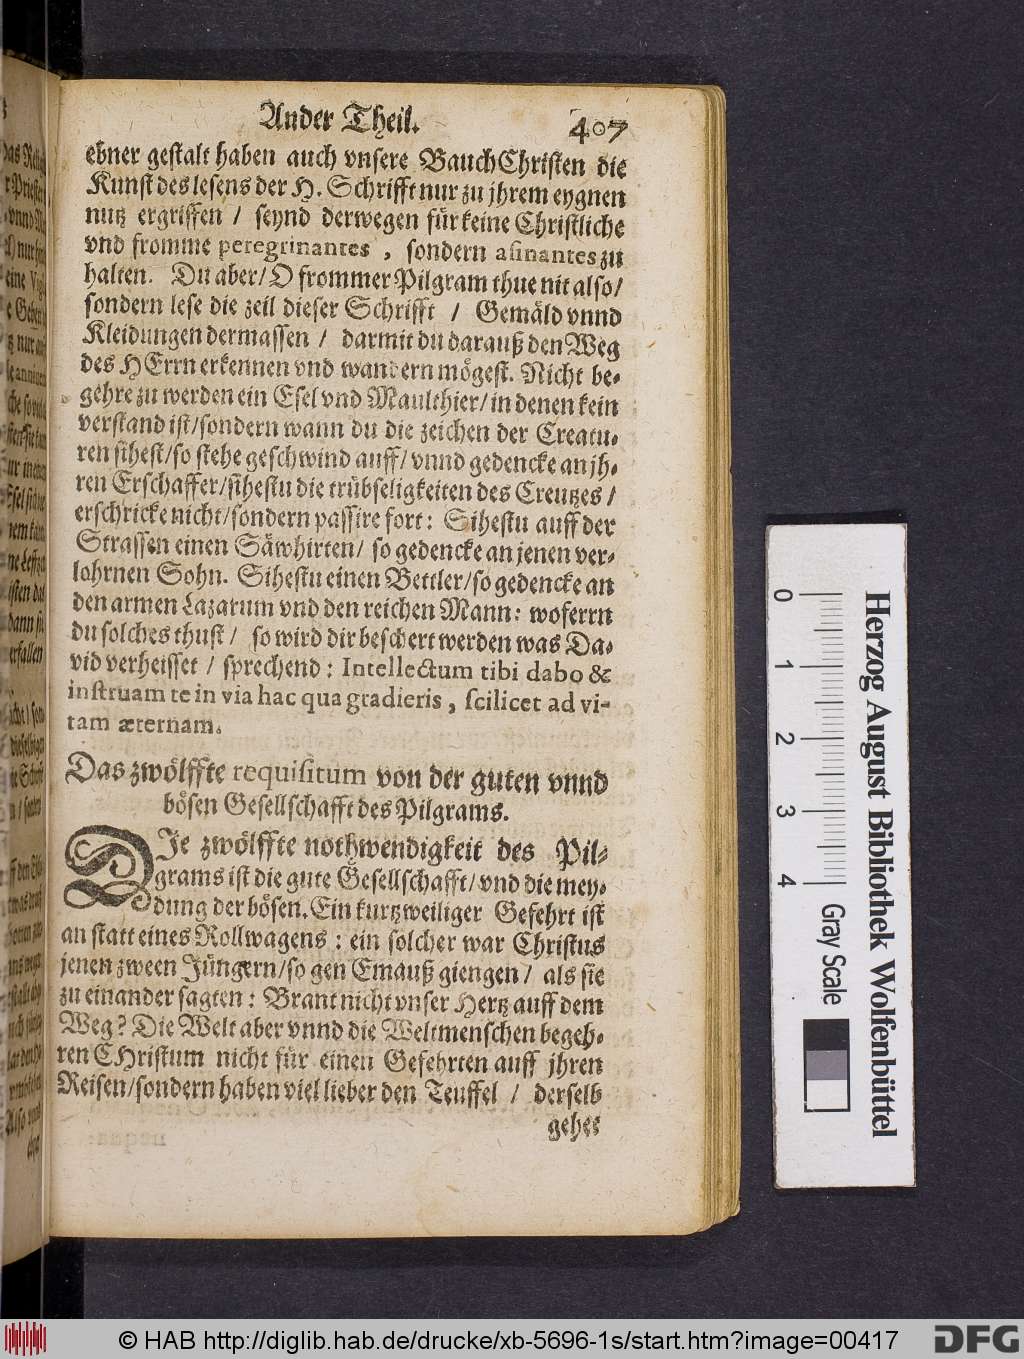 Ander Theil. 407
ebner gestalt haben auch vnsere BauchChristen die
Kunst des lesens der H. Schrifft nur zu jhrem eygnen
nutz ergriffen / seynd derwegen für keine Christliche
vnd fromme peregrinantes , sondern asinantes zu
halten. Du aber / O frommer Pilgram thue nit also /
sondern lese die zeil dieser Schrifft / Gemäld vnnd
Kleidungen dermassen / darmit du darauß den Weg
des HErrn erkennen vnd wandern mögest. Nicht be-
gehre zu werden ein Esel vnd Maulthier / in denen kein
verstand ist / sondern wann du die zeichen der Creatu-
ren sihest / so stehe geschwind auff / vnnd gedencke an jh-
ren Erschaffer / sihestu die trübseligkeiten des Creutzes /
erschricke nicht / sondern passire fort : Sihestu auff der
Strassen einen Säwhirten / so gedencke an jenen ver-
lohrnen Sohn. Sihestu einen Bettler / so gedencke an
den armen Lazarum vnd den reichen Mann : woferrn
du solches thust / so wird dir beschert werden was Da-
vid verheisset / sprechend : Intellectum tibi dabo &
instruam te in via hac qua gradieris , scilicet ad vi-
tam æternam.
Das zwölffte requisitum von der guten vnnd
bösen Gesellschafft des Pilgrams.
DIe zwölffte nothwendigkeit des Pil-
grams ist die gute Gesellschafft / vnd die mey-
dung der bösen. Ein kurtzweiliger Gefehrt ist
an statt eines Rollwagens : ein solcher war Christus
jenen zween Jüngern / so gen Emauß giengen / als sie
zu einander sagten : Brant nicht vnser Hertz auff dem
Weg ? Die Welt aber vnnd die Weltmenschen begeh-
ren CHristum nicht für einen Gefehrten auff jhren
Reisen / sondern haben viel lieber den Teuffel / derselb
gehet
0 1 2 3 4 Gray Scale
Herzog August Bibliothek Wolfenbüttel
© HAB http://diglib.hab.de/drucke/xb-5696-1s/start.htm?image=00417
DFG